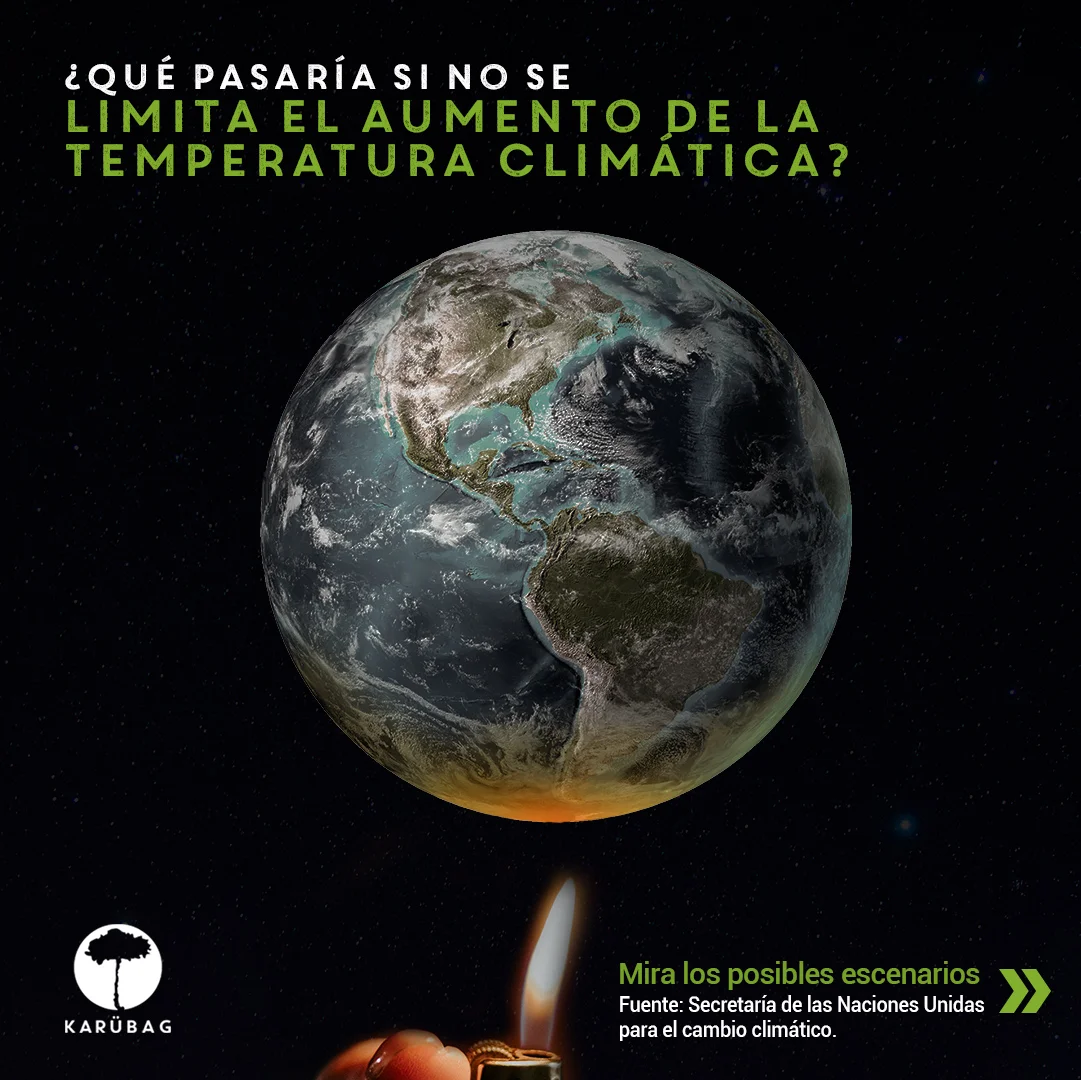 ¿QUÉ PASARÍA SI NO SE
LIMITA EL AUMENTO DE LA
TEMPERATURA CLIMÁTICA?
KARÜBAG
Mira los posibles escenarios
Fuente: Secretaría de las Naciones Unidas
para el cambio climático.